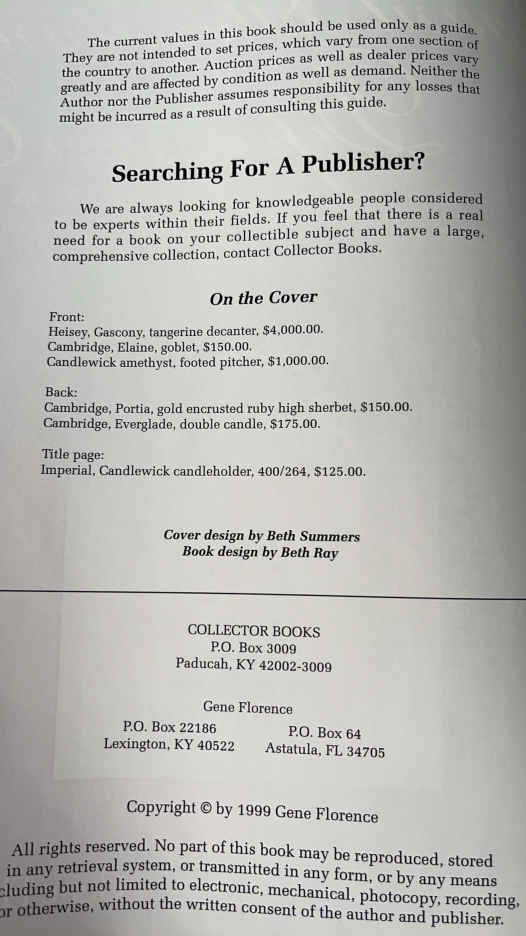 The current values in this book should be used only as a guide.
They are not intended to set prices, which vary from one section of
the country to another. Auction prices as well as dealer prices vary
greatly and are affected by condition as well as demand. Neither the
Author nor the Publisher assumes responsibility for any losses that
might be incurred as a result of consulting this guide.
Searching For A Publisher?
We are always looking for knowledgeable people considered
to be experts within their fields. If you feel that there is a real
need for a book on your collectible subject and have a large,
comprehensive collection, contact Collector Books.
On the Cover
Front:
Heisey, Gascony, tangerine decanter, $4,000.00.
Cambridge, Elaine, goblet, $150.00.
Candlewick amethyst, footed pitcher, $1,000.00.
Back:
Cambridge, Portia, gold encrusted ruby high sherbet, $150.00.
Cambridge, Everglade, double candle, $175.00.
Title page:
Imperial, Candlewick candleholder, 400/264, $125.00.
Cover design by Beth Summers
Book design by Beth Ray
COLLECTOR BOOKS
P.O. Box 3009
Paducah, KY 42002-3009
Gene Florence
P.O. Box 22186 P.O. Box 64
Lexington, KY 40522 Astatula, FL 34705
Copyright © by 1999 Gene Florence
All rights reserved. No part of this book may be reproduced, stored
in any retrieval system, or transmitted in any form, or by any means
cluding but not limited to electronic, mechanical, photocopy, recording,
or otherwise, without the written consent of the author and publisher.